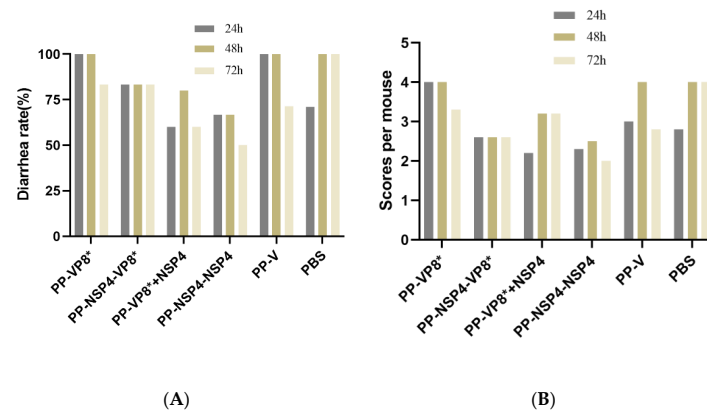 24h
48h
72h
Diarrhea rate(%)
100
75
50
25
0
PP-VP8*
PP-NSP4-VP8*
PP-VP8*+NSP4
PP-NSP4-NSP4
PP-V
PBS
(A)
24h
48h
72h
Scores per mouse
5
4
3
2
1
0
PP-VP8*
PP-NSP4-VP8*
PP-VP8*+NSP4
PP-NSP4-NSP4
PP-V
PBS
(B)